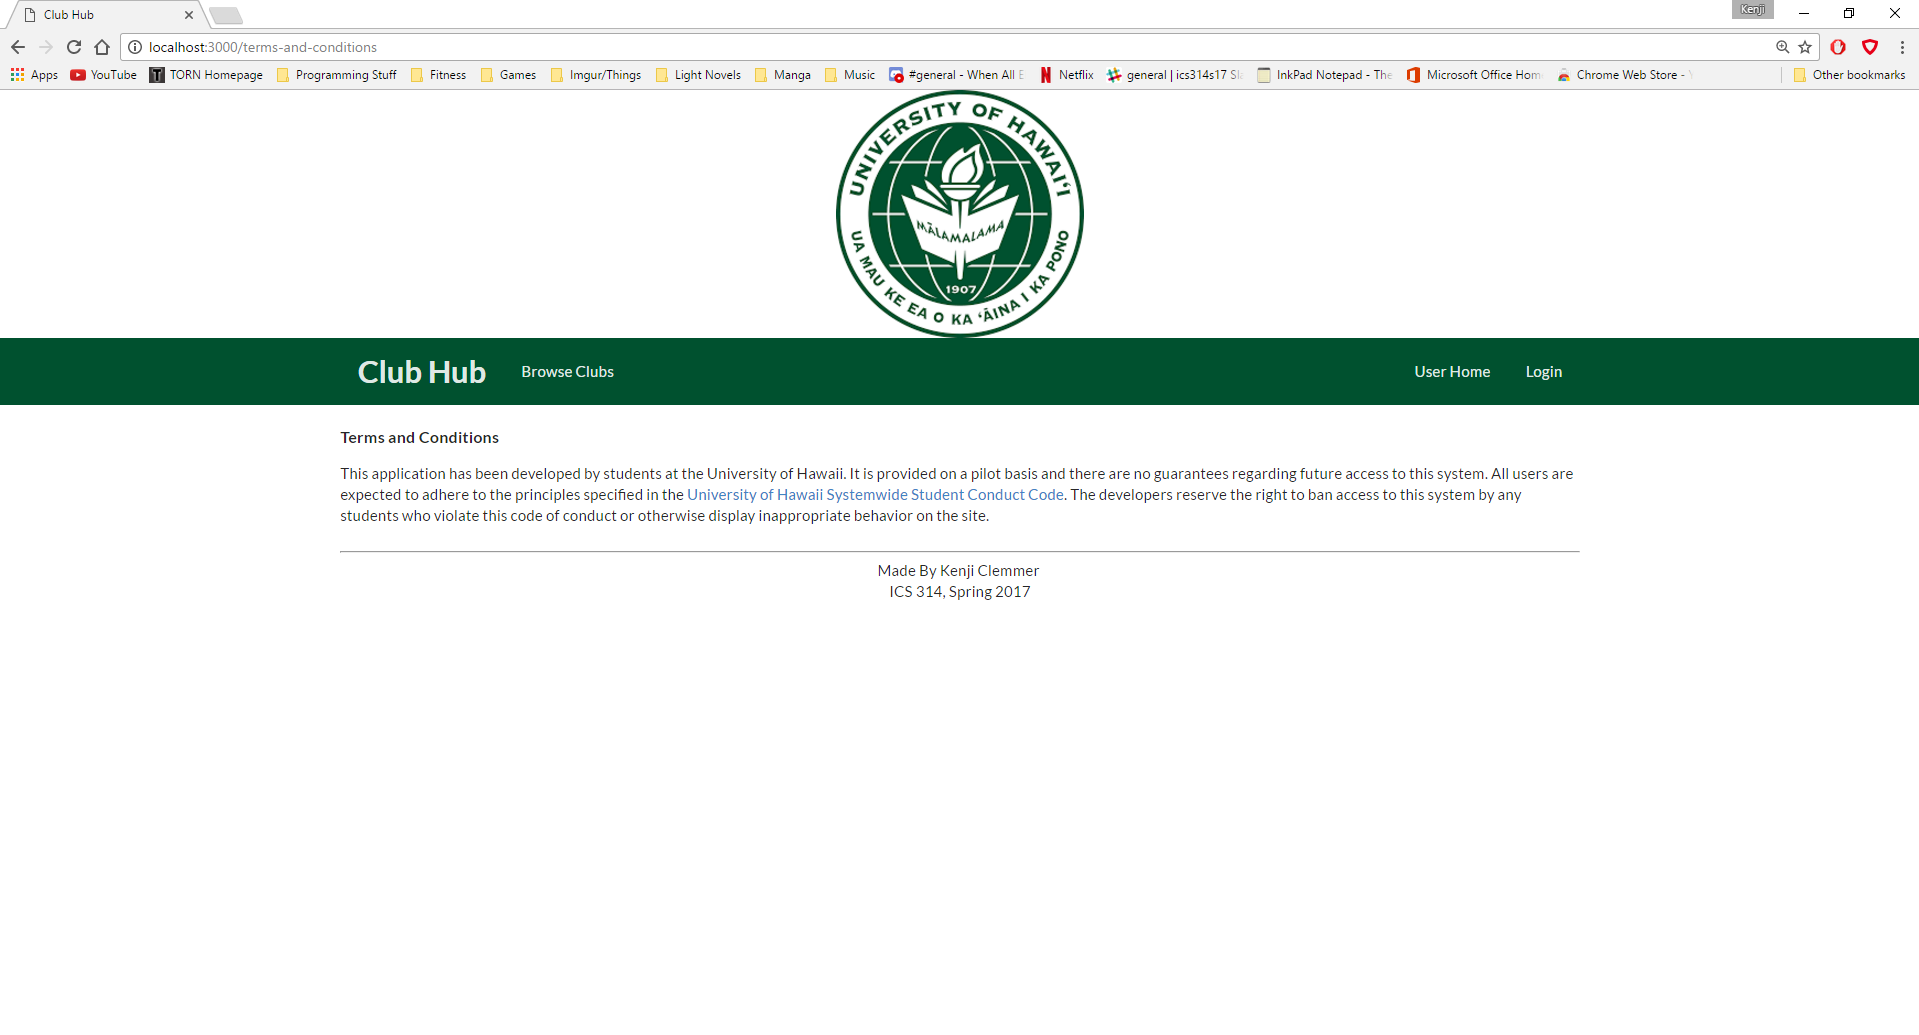 Club Hub
Kenji
localhost:3000/terms-and-conditions
Apps YouTube TORN Homepage Programming Stuff Fitness Games Imgur/Things Light Novels Manga Music #general - When All E Netflix general | ics314s17 Sla InkPad Notepad - The Microsoft Office Hom Chrome Web Store - Other bookmarks
UNIVERSITY OF HAWAIʻI
MĀLAMALAMA
1907
UA MAU KE EA O KA ʻĀINA I KA PONO
Club Hub Browse Clubs User Home Login
Terms and Conditions
This application has been developed by students at the University of Hawaii. It is provided on a pilot basis and there are no guarantees regarding future access to this system. All users are
expected to adhere to the principles specified in the University of Hawaii Systemwide Student Conduct Code. The developers reserve the right to ban access to this system by any
students who violate this code of conduct or otherwise display inappropriate behavior on the site.
Made By Kenji Clemmer
ICS 314, Spring 2017